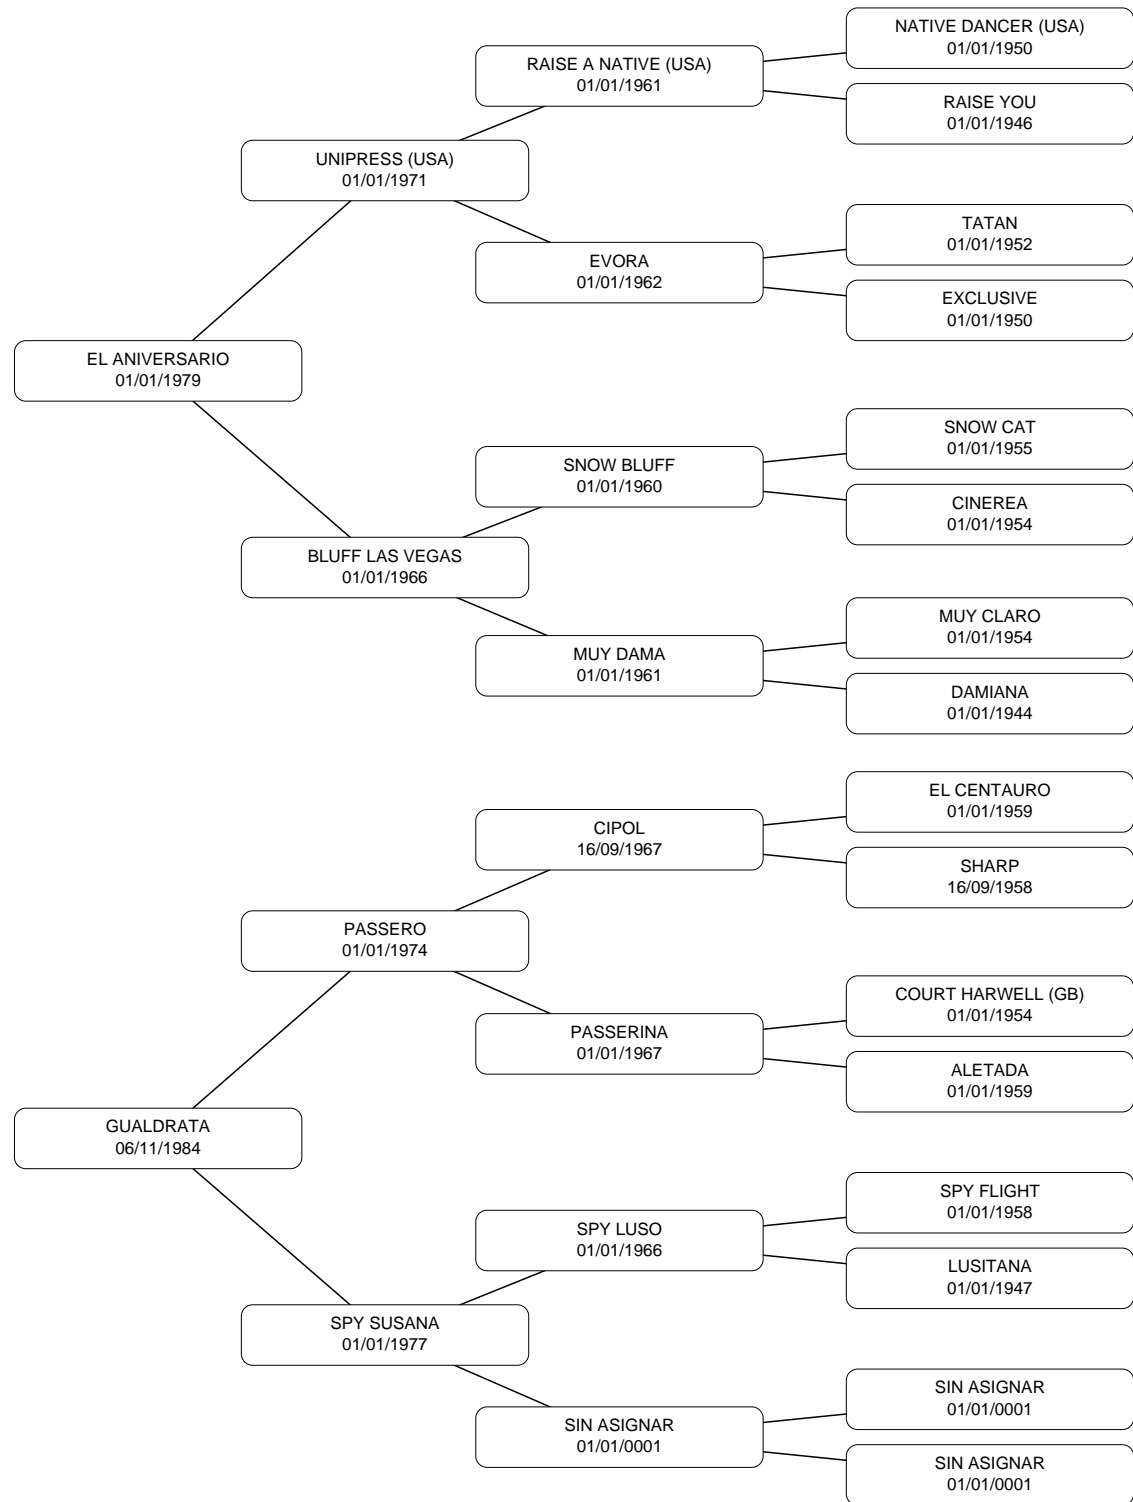 NATIVE DANCER (USA)
01/01/1950
RAISE A NATIVE (USA)
01/01/1961
RAISE YOU
01/01/1946
UNIPRESS (USA)
01/01/1971
TATAN
01/01/1952
EVORA
01/01/1962
EXCLUSIVE
01/01/1950
EL ANIVERSARIO
01/01/1979
SNOW CAT
01/01/1955
SNOW BLUFF
01/01/1960
CINEREA
01/01/1954
BLUFF LAS VEGAS
01/01/1966
MUY CLARO
01/01/1954
MUY DAMA
01/01/1961
DAMIANA
01/01/1944
EL CENTAURO
01/01/1959
CIPOL
16/09/1967
SHARP
16/09/1958
PASSERO
01/01/1974
COURT HARWELL (GB)
01/01/1954
PASSERINA
01/01/1967
ALETADA
01/01/1959
GUALDRATA
06/11/1984
SPY FLIGHT
01/01/1958
SPY LUSO
01/01/1966
LUSITANA
01/01/1947
SPY SUSANA
01/01/1977
SIN ASIGNAR
01/01/0001
SIN ASIGNAR
01/01/0001
SIN ASIGNAR
01/01/0001